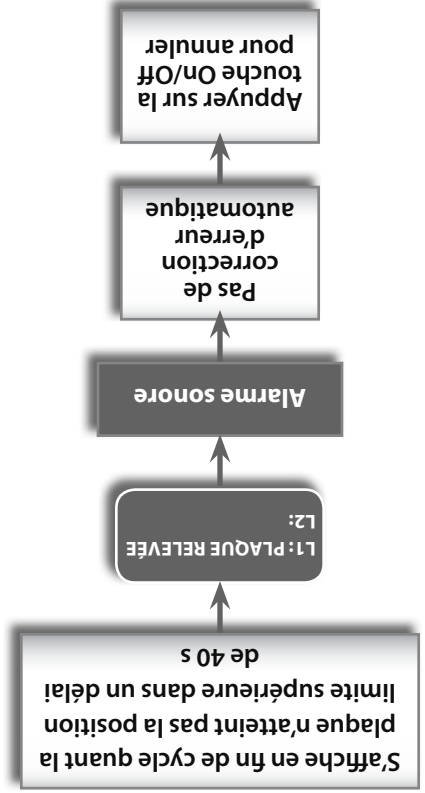 S'affiche en fin de cycle quant la
plaque n'atteint pas la position
limite supérieure dans un délai
de 40 s
L1: PLAQUE RELEVÉE
L2:
Alarme sonore
Pas de
correction
d'erreur
automatique
Appuyer sur la
touche On/Off
pour annuler